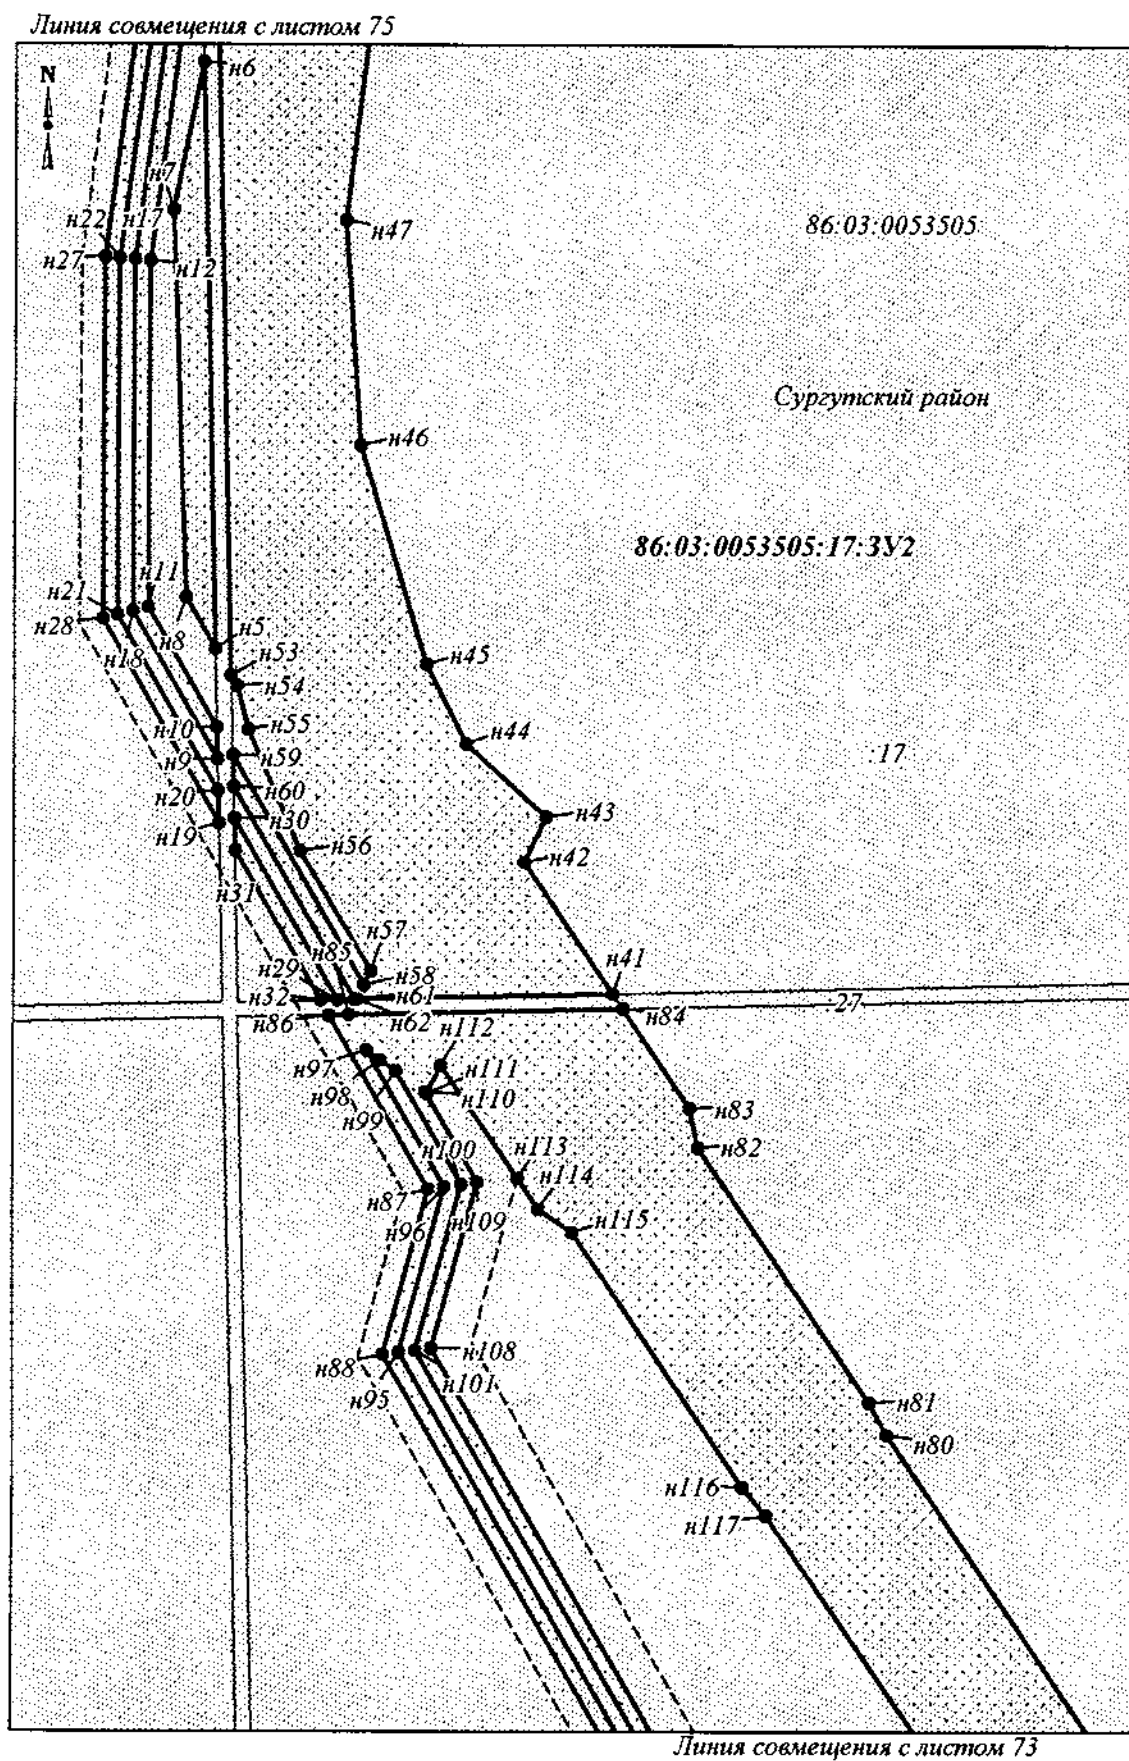 Линия совмещения с листом 75
N
н6
н7
н22
н17
н47
86:03:0053505
н27
н12
Сургутский район
н46
86:03:0053505:17:ЗУ2
н11
н21
н28
н8
н5
н18
н53
н45
н54
н10
н55
н44
:17
н9
н59
н20
н60
н43
н19
н30
н56
н42
н31
н57
н85
н29
н58
н41
н32
н61
:27
н86
н62
н84
н112
н97
н111
н98
н110
н83
н99
н82
н100
н113
н114
н87
н109
н96
н115
н108
н88
н101
н95
н81
н80
н116
н117
Линия совмещения с листом 73